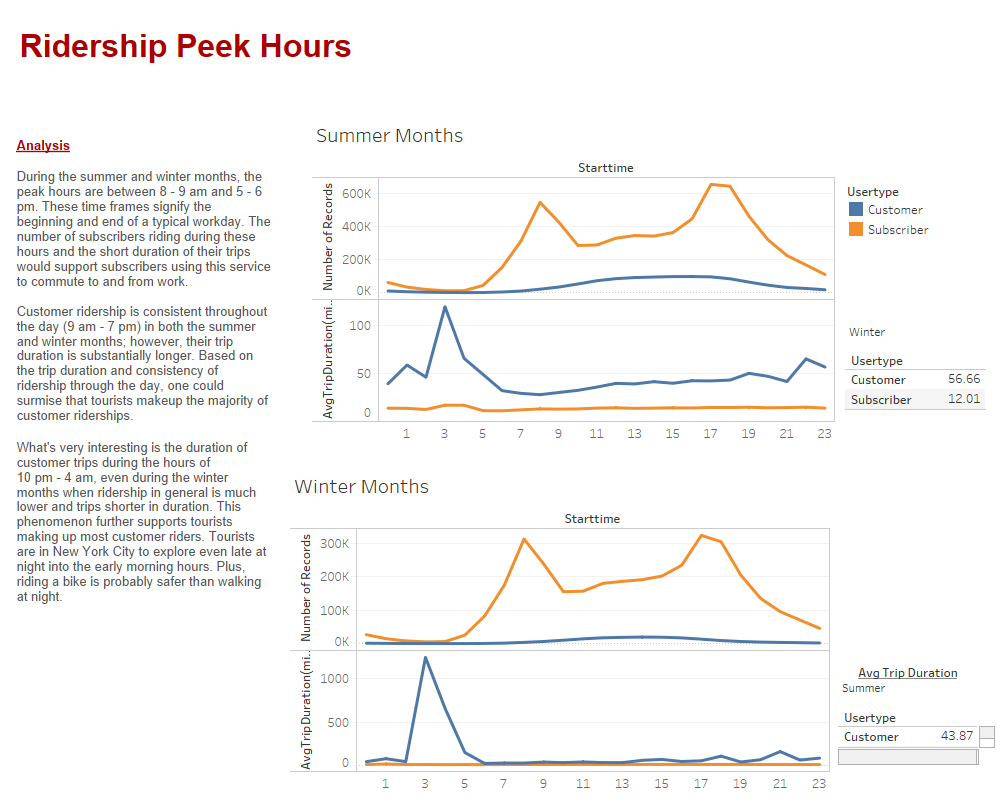 Ridership Peek Hours
Analysis
During the summer and winter months, the
peak hours are between 8 - 9 am and 5 - 6
pm. These time frames signify the
beginning and end of a typical workday. The
number of subscribers riding during these
hours and the short duration of their trips
would support subscribers using this service
to commute to and from work.
Customer ridership is consistent throughout
the day (9 am - 7 pm) in both the summer
and winter months; however, their trip
duration is substantially longer. Based on
the trip duration and consistency of
ridership through the day, one could
surmise that tourists makeup the majority of
customer riderships.
What's very interesting is the duration of
customer trips during the hours of
10 pm - 4 am, even during the winter
months when ridership in general is much
lower and trips shorter in duration. This
phenomenon further supports tourists
making up most customer riders. Tourists
are in New York City to explore even late at
night into the early morning hours. Plus,
riding a bike is probably safer than walking
at night.
Summer Months
Starttime
Number of Records
600K
400K
200K
0K
AvgTripDuration(mi..
100
50
0
1 3 5 7 9 11 13 15 17 19 21 23
Usertype
Customer
Subscriber
Winter
Usertype
Customer 56.66
Subscriber 12.01
Winter Months
Starttime
Number of Records
300K
200K
100K
0K
AvgTripDuration(mi..
1000
500
0
1 3 5 7 9 11 13 15 17 19 21 23
Avg Trip Duration
Summer
Usertype
Customer 43.87